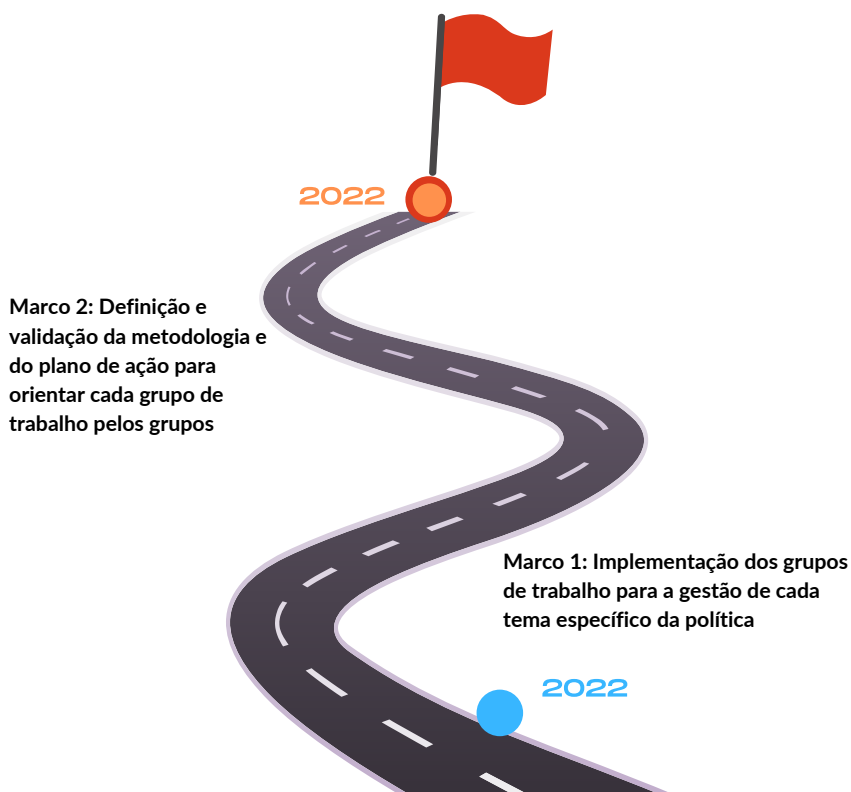 2022
Marco 2: Definição e
validação da metodologia e
do plano de ação para
orientar cada grupo de
trabalho pelos grupos
Marco 1: Implementação dos grupos
de trabalho para a gestão de cada
tema específico da política
2022